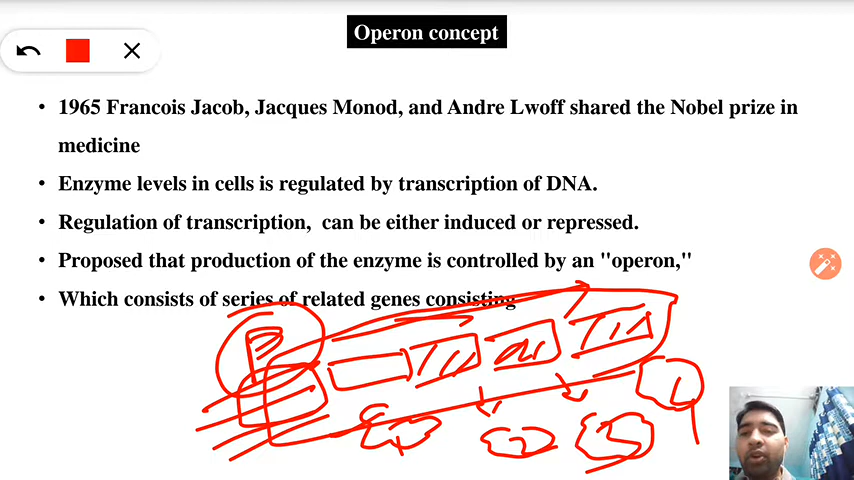 Operon concept
• 1965 Francois Jacob, Jacques Monod, and Andre Lwoff shared the Nobel prize in
medicine
• Enzyme levels in cells is regulated by transcription of DNA.
• Regulation of transcription,  can be either induced or repressed.
• Proposed that production of the enzyme is controlled by an "operon,"
• Which consists of series of related genes consisting
P